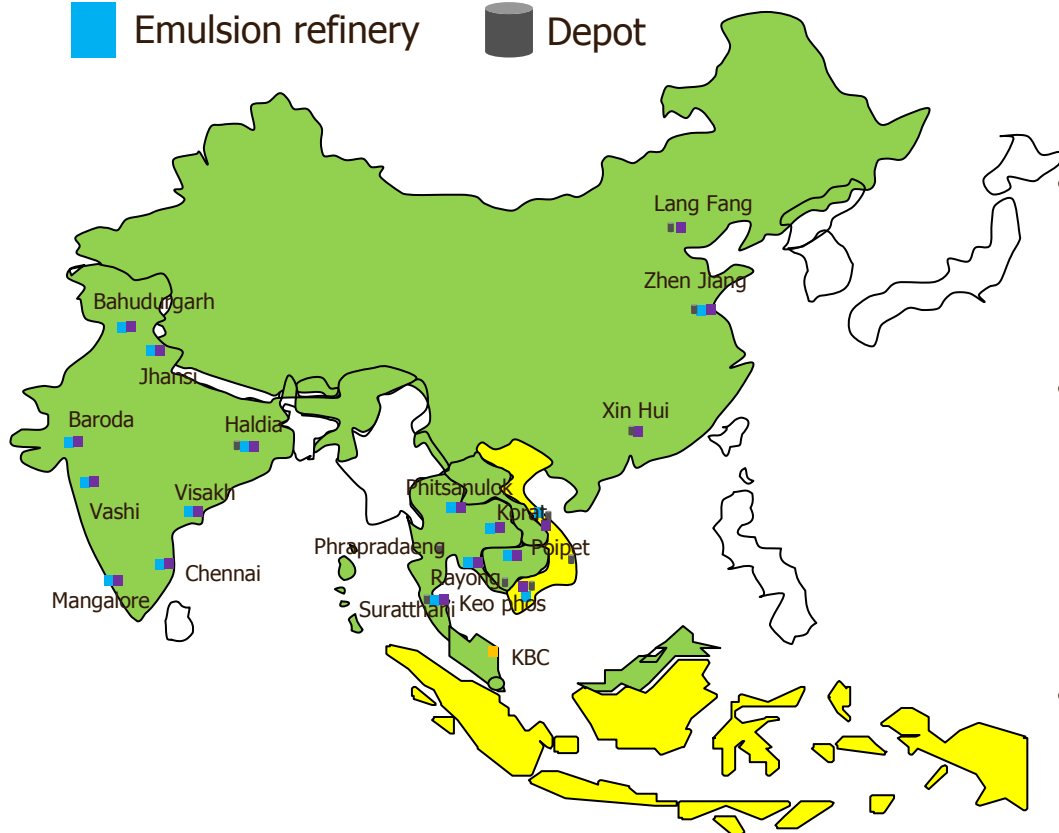 Emulsion refinery
Depot
Lang Fang
Zhen Jiang
Bahudurgarh
Jhansi
Xin Hui
Baroda
Haldia
Phitsanulok
Visakh
Vashi
Korat
Phrapradaeng
Poipet
Chennai
Rayong
Mangalore
Suratthani
Keo phos
KBC